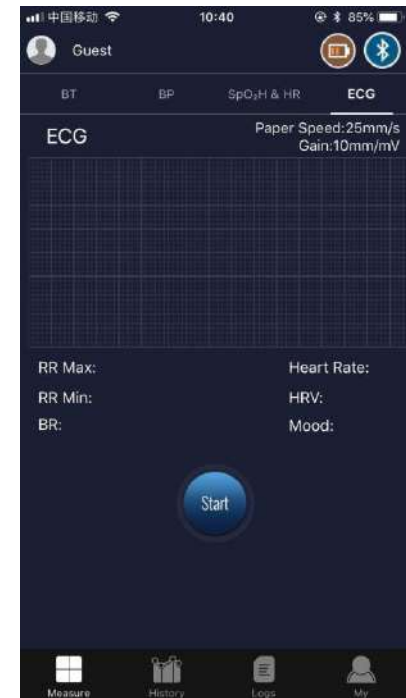 中国移动 10:40 85%
Guest
BT BP SpO₂H & HR ECG
ECG
Paper Speed:25mm/s
Gain:10mm/mV
RR Max: Heart Rate:
RR Min: HRV:
BR: Mood:
Start
Measure History Logs My